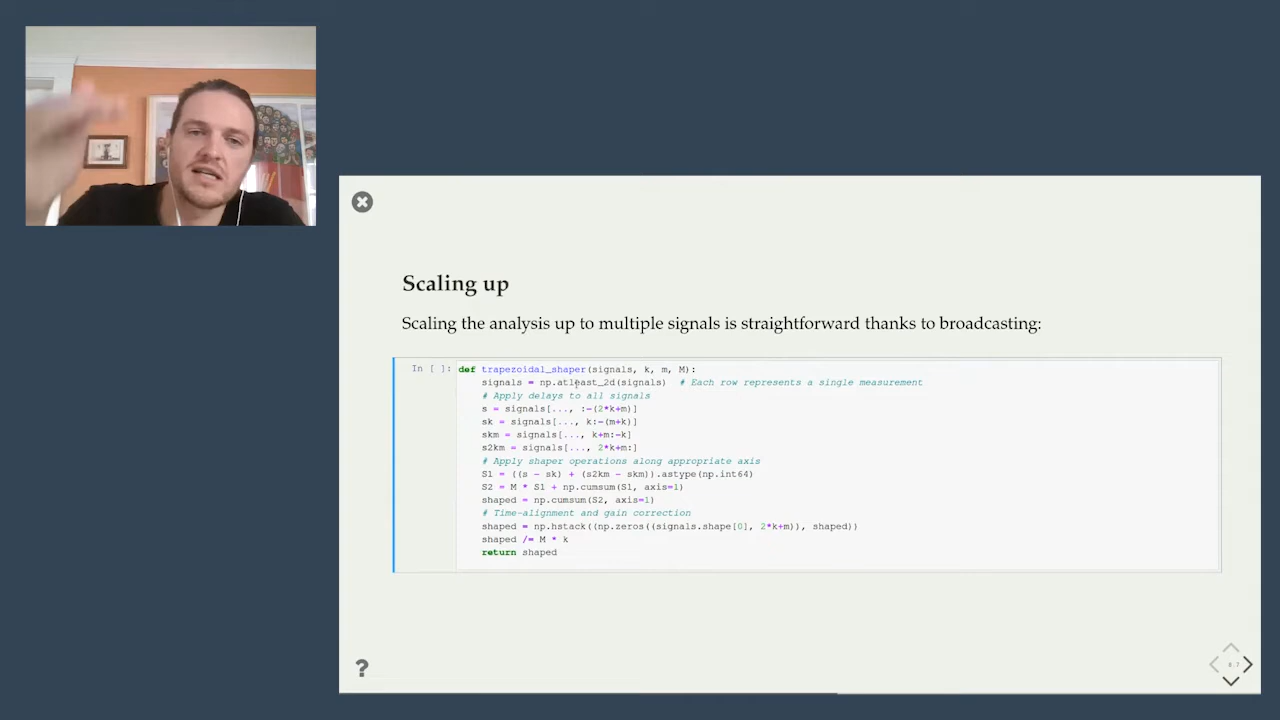 Scaling up
Scaling the analysis up to multiple signals is straightforward thanks to broadcasting:
In [ ]: def trapezoidal_shaper(signals, k, m, M):
signals = np.atleast_2d(signals)  # Each row represents a single measurement
# Apply delays to all signals
s = signals[..., :-(2*k+m)]
sk = signals[..., k:-(m+k)]
skm = signals[..., k+m:-k]
s2km = signals[..., 2*k+m:]
# Apply shaper operations along appropriate axis
S1 = ((s - sk) + (s2km - skm)).astype(np.int64)
S2 = M * S1 + np.cumsum(S1, axis=1)
shaped = np.cumsum(S2, axis=1)
# Time-alignment and gain correction
shaped = np.hstack((np.zeros((signals.shape[0], 2*k+m)), shaped))
shaped /= M * k
return shaped
?